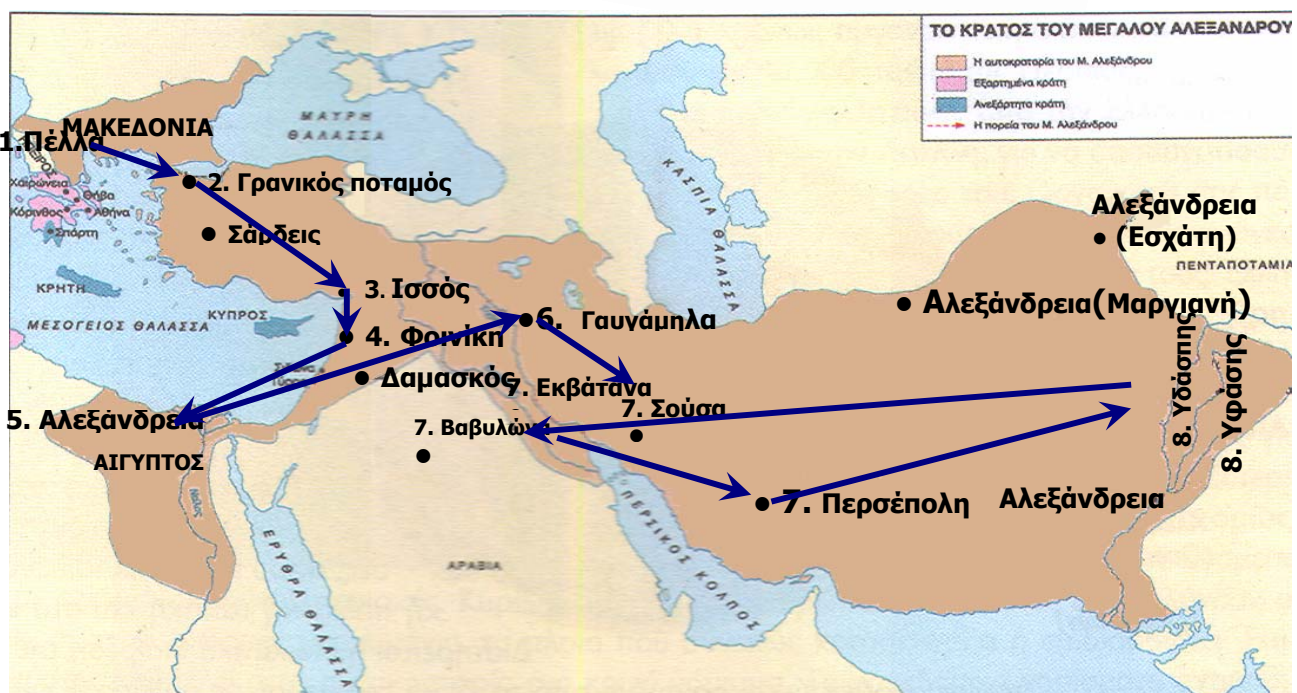 ΤΟ ΚΡΑΤΟΣ ΤΟΥ ΜΕΓΑΛΟΥ ΑΛΕΞΑΝΔΡΟΥ
Η αυτοκρατορία του Μ. Αλεξάνδρου
Εξαρτημένα κράτη
Ανεξάρτητα κράτη
Η πορεία του Μ. Αλεξάνδρου
ΜΑΚΕΔΟΝΙΑ
1.Πέλλα
ΜΑΥΡΗ
ΘΑΛΑΣΣΑ
ΚΑΣΠΙΑ
ΘΑΛΑΣΣΑ
2. Γρανικός ποταμός
Χαιρώνεια
Θήβα
Κόρινθος
Αθήνα
Σπάρτη
Σάρδεις
Αλεξάνδρεια
(Εσχάτη)
ΠΕΝΤΑΠΟΤΑΜΙΑ
ΚΡΗΤΗ
3. Ισσός
Αλεξάνδρεια(Μαργιανή)
ΚΥΠΡΟΣ
ΜΕΣΟΓΕΙΟΣ ΘΑΛΑΣΣΑ
4. Φοινίκη
6. Γαυγάμηλα
Σιδώνα
Τύρος
Δαμασκός
7. Εκβάτανα
7. Σούσα
8. Υδάσπης
8. Υφάσης
5. Αλεξάνδρεια
7. Βαβυλώνα
ΑΙΓΥΠΤΟΣ
Νείλος
7. Περσέπολη
Αλεξάνδρεια
ΠΕΡΣΙΚΟΣ ΚΟΛΠΟΣ
ΕΡΥΘΡΑ ΘΑΛΑΣΣΑ
ΑΡΑΒΙΑ